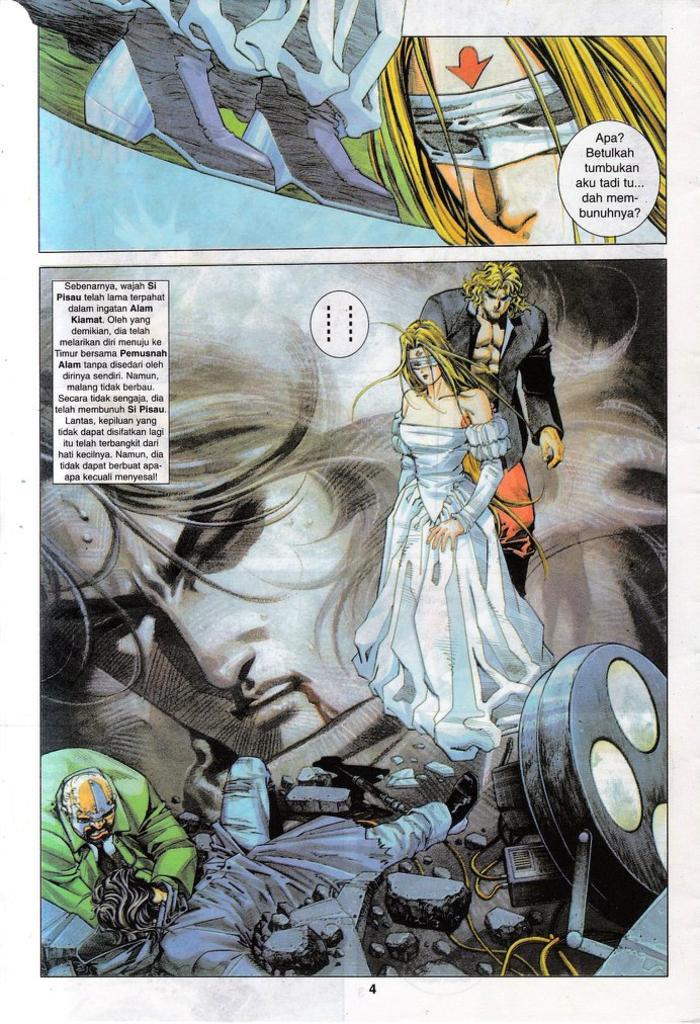 Apa?
Betulkah
tumbukan
aku tadi tu...
dah mem-
bunuhnya?
Sebenarnya, wajah Si
Pisau telah lama terpahat
dalam ingatan Alam
Kiamat. Oleh yang
demikian, dia telah
melarikan diri menuju ke
Timur bersama Pemusnah
Alam tanpa disedari oleh
dirinya sendiri. Namun,
malang tidak berbau.
Secara tidak sengaja, dia
telah membunuh Si Pisau.
Lantas, kepiluan yang
tidak dapat disifatkan lagi
itu telah terbangkit dari
hati kecilnya. Namun, dia
tidak dapat berbuat apa-
apa kecuali menyesal!
4